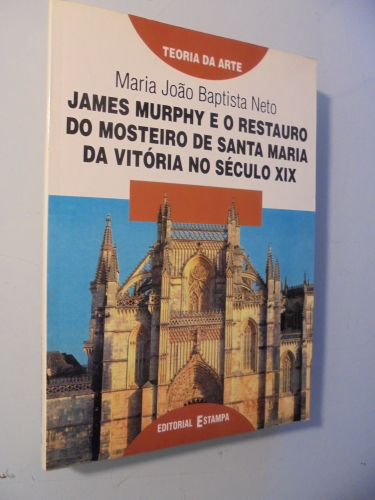 TEORIA DA ARTE
Maria João Baptista Neto
JAMES MURPHY E O RESTAURO
DO MOSTEIRO DE SANTA MARIA
DA VITÓRIA NO SÉCULO XIX
EDITORIAL ESTAMPA